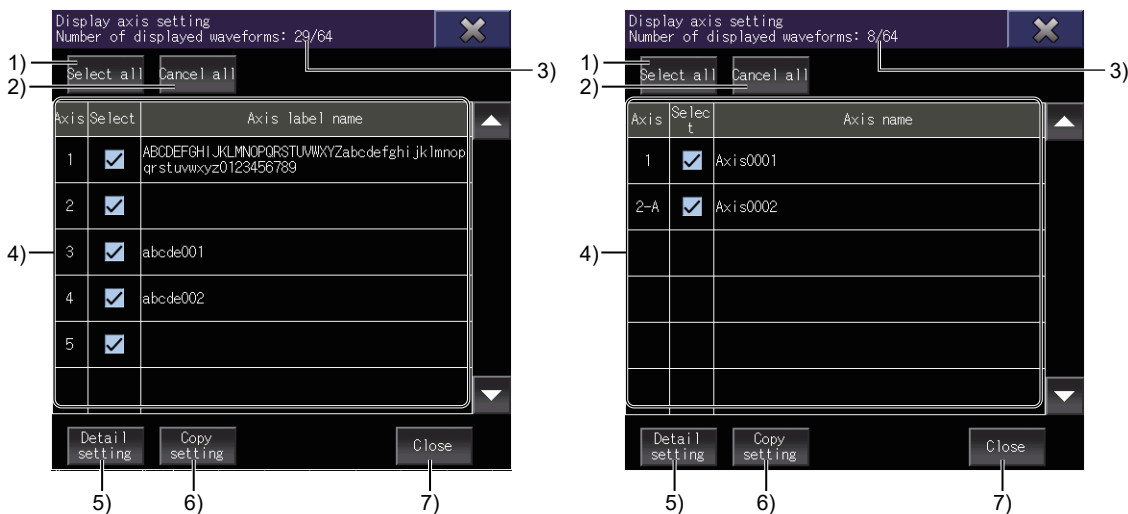 Display axis setting
Number of displayed waveforms: 29/64
1)
Select all
Cancel all
2)
3)
Axis Select Axis label name
1 ABCDEFGHIJKLMNOPQRSTUVWXYZabcdefghijklmnop
qrstuvwxyz0123456789
2
4)
3 abcde001
4 abcde002
5
Detail
setting
Copy
setting
Close
5)
6)
7)
Display axis setting
Number of displayed waveforms: 8/64
1)
Select all
Cancel all
2)
3)
Axis Selec
t
Axis name
1 Axis0001
2-A Axis0002
4)
Detail
setting
Copy
setting
Close
5)
6)
7)